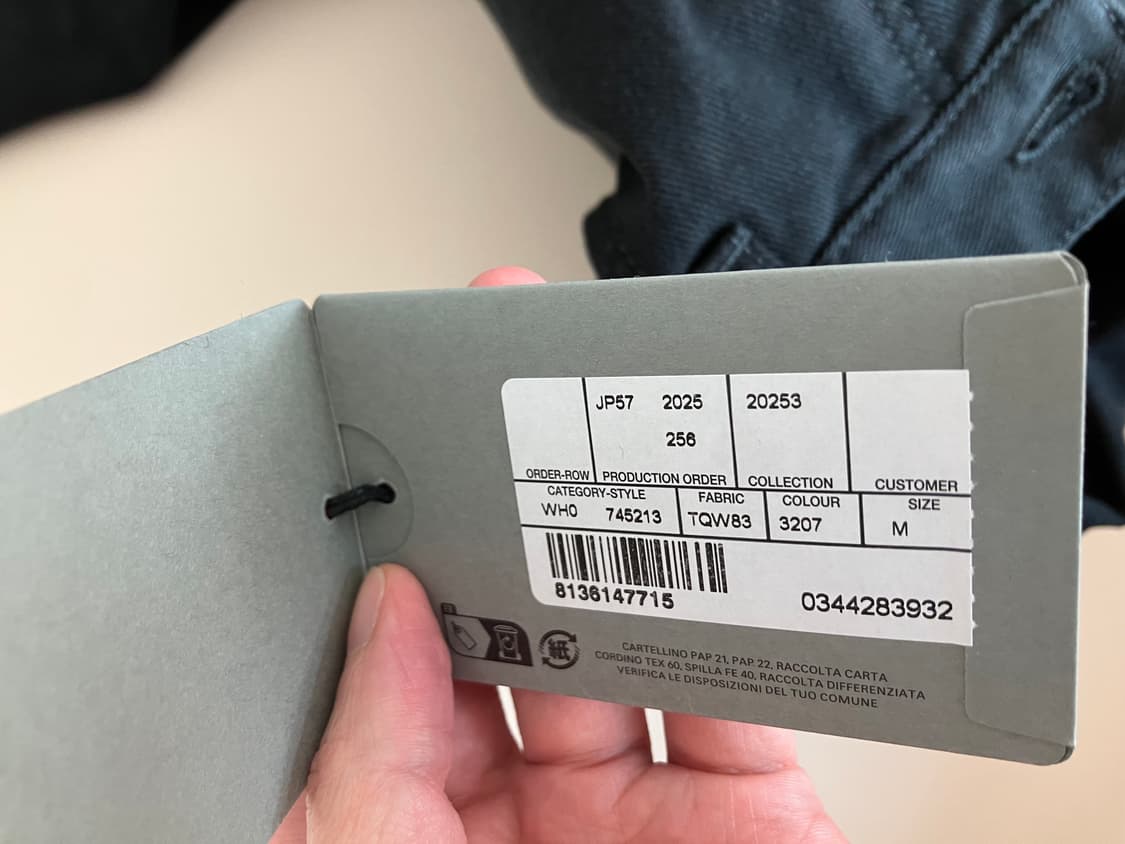 JP57 2025 20253
256
ORDER-ROW PRODUCTION ORDER COLLECTION CUSTOMER
CATEGORY-STYLE FABRIC COLOUR SIZE
WH0 745213 TQW83 3207 M
8136147715 0344283932
紙
CARTELLINO PAP 21, PAP 22, RACCOLTA CARTA
CORDINO TEX 60, SPILLA FE 40, RACCOLTA DIFFERENZIATA
VERIFICA LE DISPOSIZIONI DEL TUO COMUNE